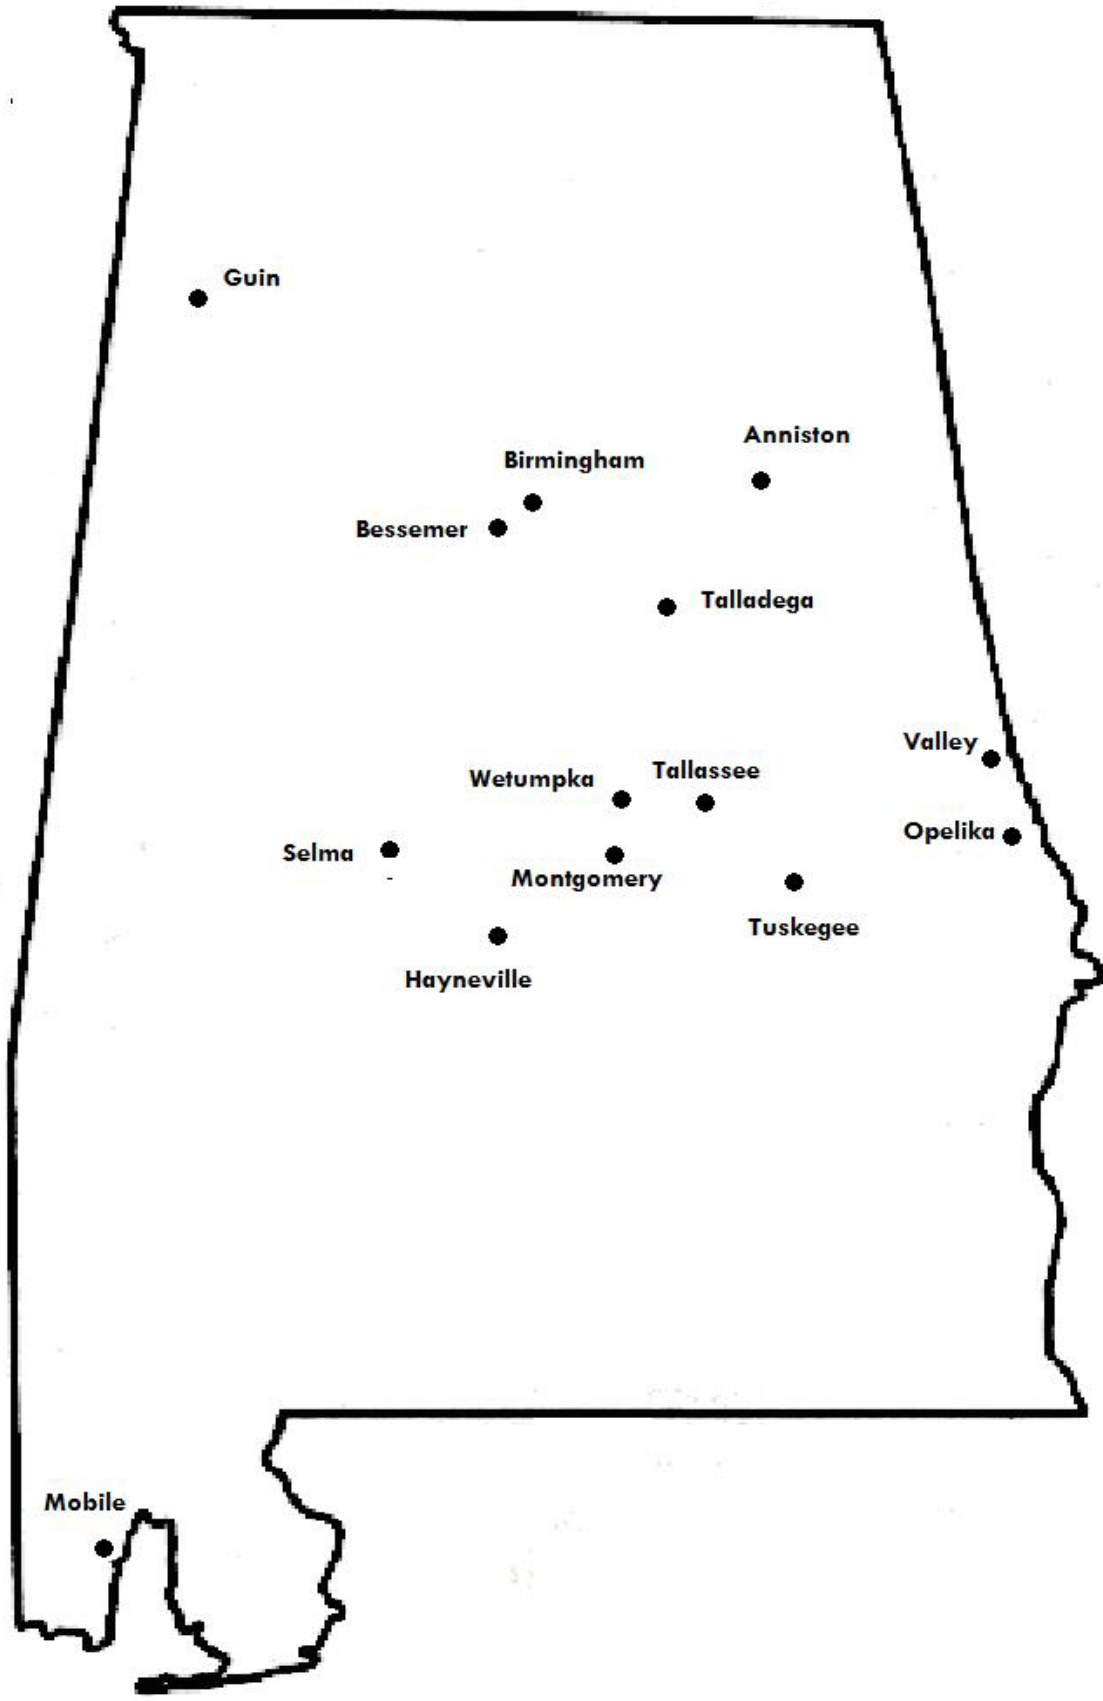 Guin
Anniston
Birmingham
Bessemer
Talladega
Valley
Tallassee
Wetumpka
Opelika
Selma
Montgomery
Tuskegee
Hayneville
Mobile